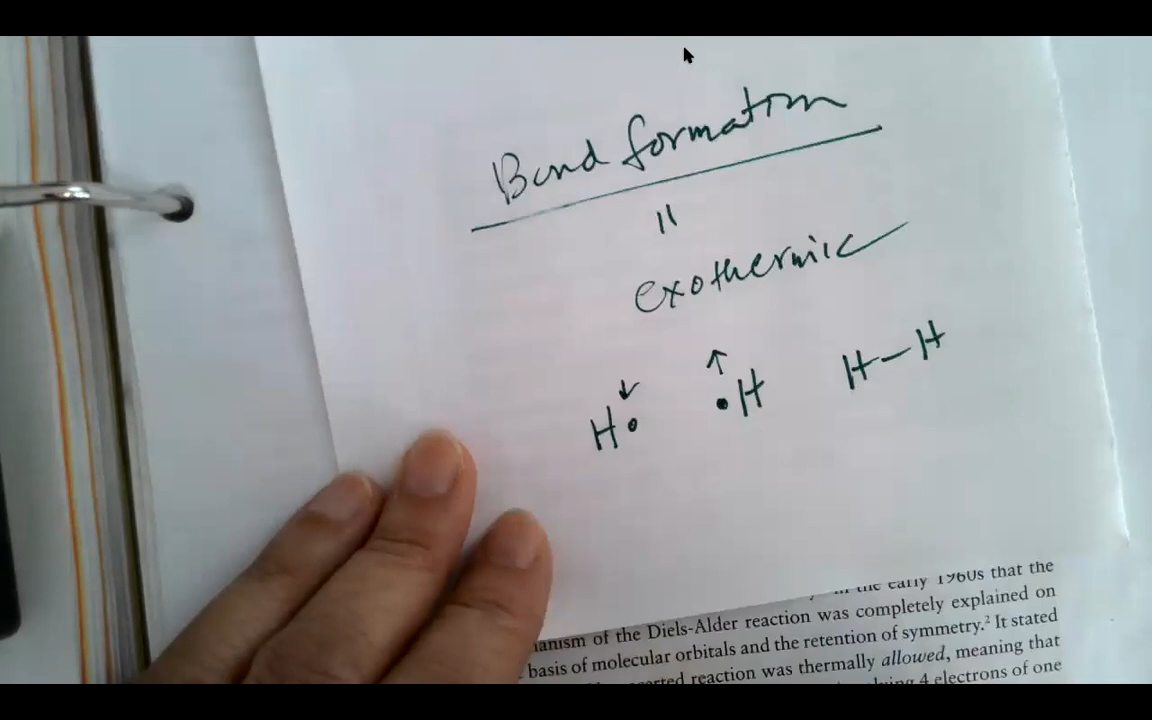 Bond formation
=
exothermic
↓ ↑
H• •H H–H
the early 1960s that the
anism of the Diels-Alder reaction was completely explained on
basis of molecular orbitals and the retention of symmetry.² It stated
reaction was thermally allowed, meaning that
4 electrons of one